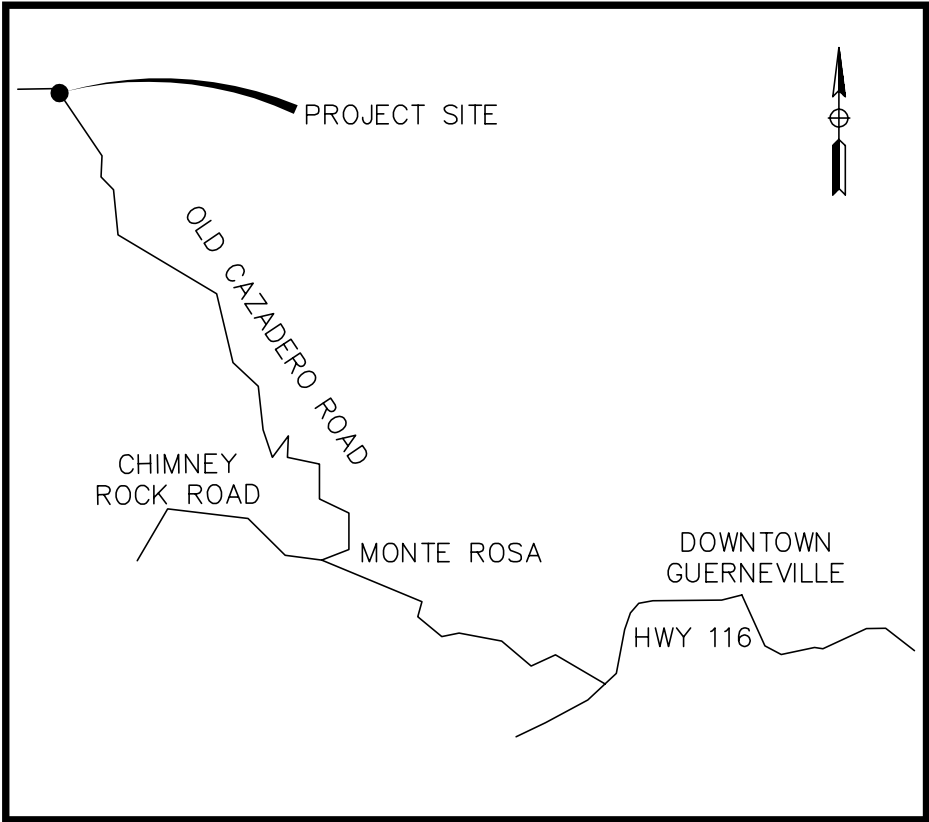 PROJECT SITE
OLD CAZADERO ROAD
CHIMNEY
ROCK ROAD
MONTE ROSA
DOWNTOWN
GUERNEVILLE
HWY 116